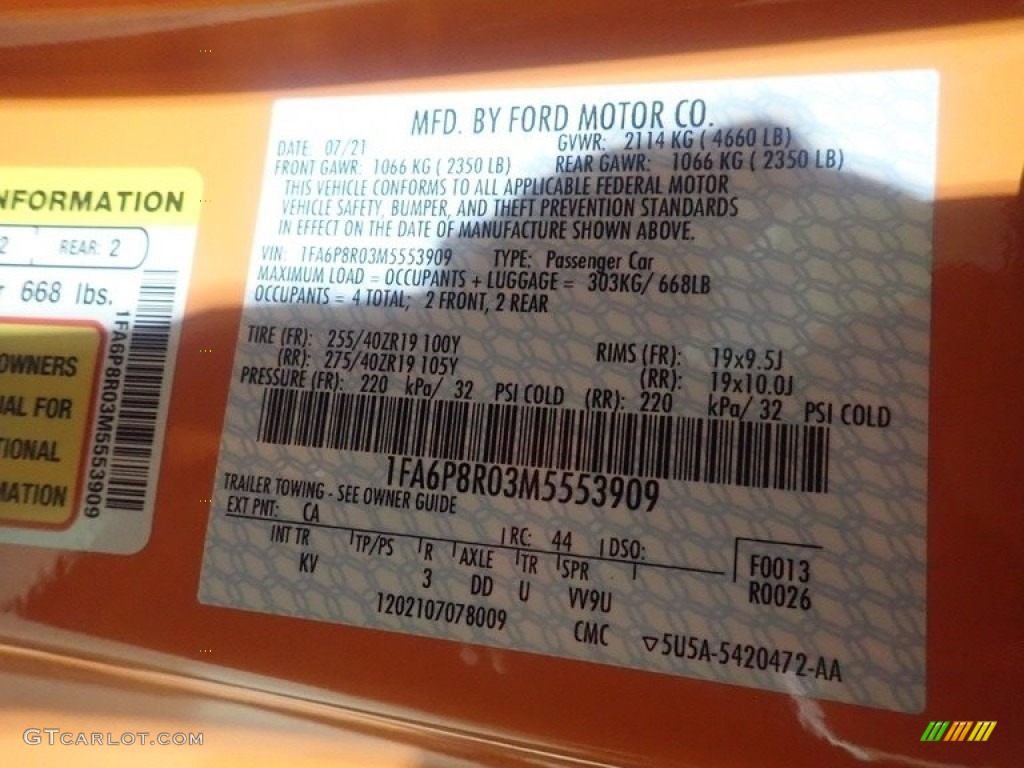 NFORMATION
2 REAR: 2
668 lbs.
1FA6P8R03M5553909
OWNERS
AL FOR
TIONAL
MATION
MFD. BY FORD MOTOR CO.
DATE: 07/21 GVWR: 2114 KG ( 4660 LB)
FRONT GAWR: 1066 KG ( 2350 LB) REAR GAWR: 1066 KG ( 2350 LB)
THIS VEHICLE CONFORMS TO ALL APPLICABLE FEDERAL MOTOR
VEHICLE SAFETY, BUMPER, AND THEFT PREVENTION STANDARDS
IN EFFECT ON THE DATE OF MANUFACTURE SHOWN ABOVE.
VIN: 1FA6P8R03M5553909 TYPE: Passenger Car
MAXIMUM LOAD = OCCUPANTS + LUGGAGE = 303KG/ 668LB
OCCUPANTS = 4 TOTAL; 2 FRONT, 2 REAR
TIRE (FR): 255/40ZR19 100Y RIMS (FR): 19x9.5J
(RR): 275/40ZR19 105Y (RR): 19x10.0J
PRESSURE (FR): 220 kPa/ 32 PSI COLD (RR): 220 kPa/ 32 PSI COLD
1FA6P8R03M5553909
TRAILER TOWING - SEE OWNER GUIDE
EXT PNT: CA RC: 44 DSO: F0013
INT TR TP/PS R AXLE TR SPR R0026
KV 3 DD U VV9U
1202107078009 CMC ▽5U5A-5420472-AA
GTCARLOT.COM